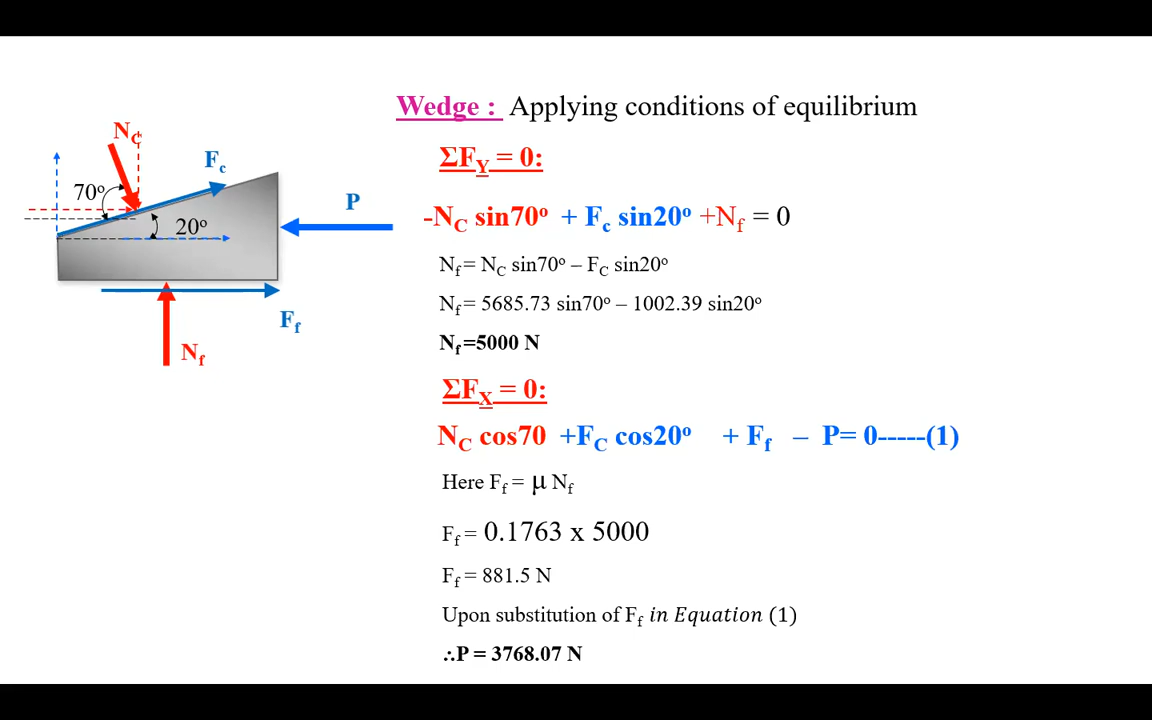 Wedge : Applying conditions of equilibrium
ΣF_Y = 0:
-N_C sin70° + F_c sin20° +N_f = 0
N_f = N_C sin70° – F_C sin20°
N_f = 5685.73 sin70° – 1002.39 sin20°
N_f =5000 N
ΣF_X = 0:
N_C cos70 +F_C cos20° + F_f – P= 0-----(1)
Here F_f = μ N_f
F_f = 0.1763 x 5000
F_f = 881.5 N
Upon substitution of F_f in Equation (1)
∴P = 3768.07 N
N_C
F_c
70°
P
20°
F_f
N_f